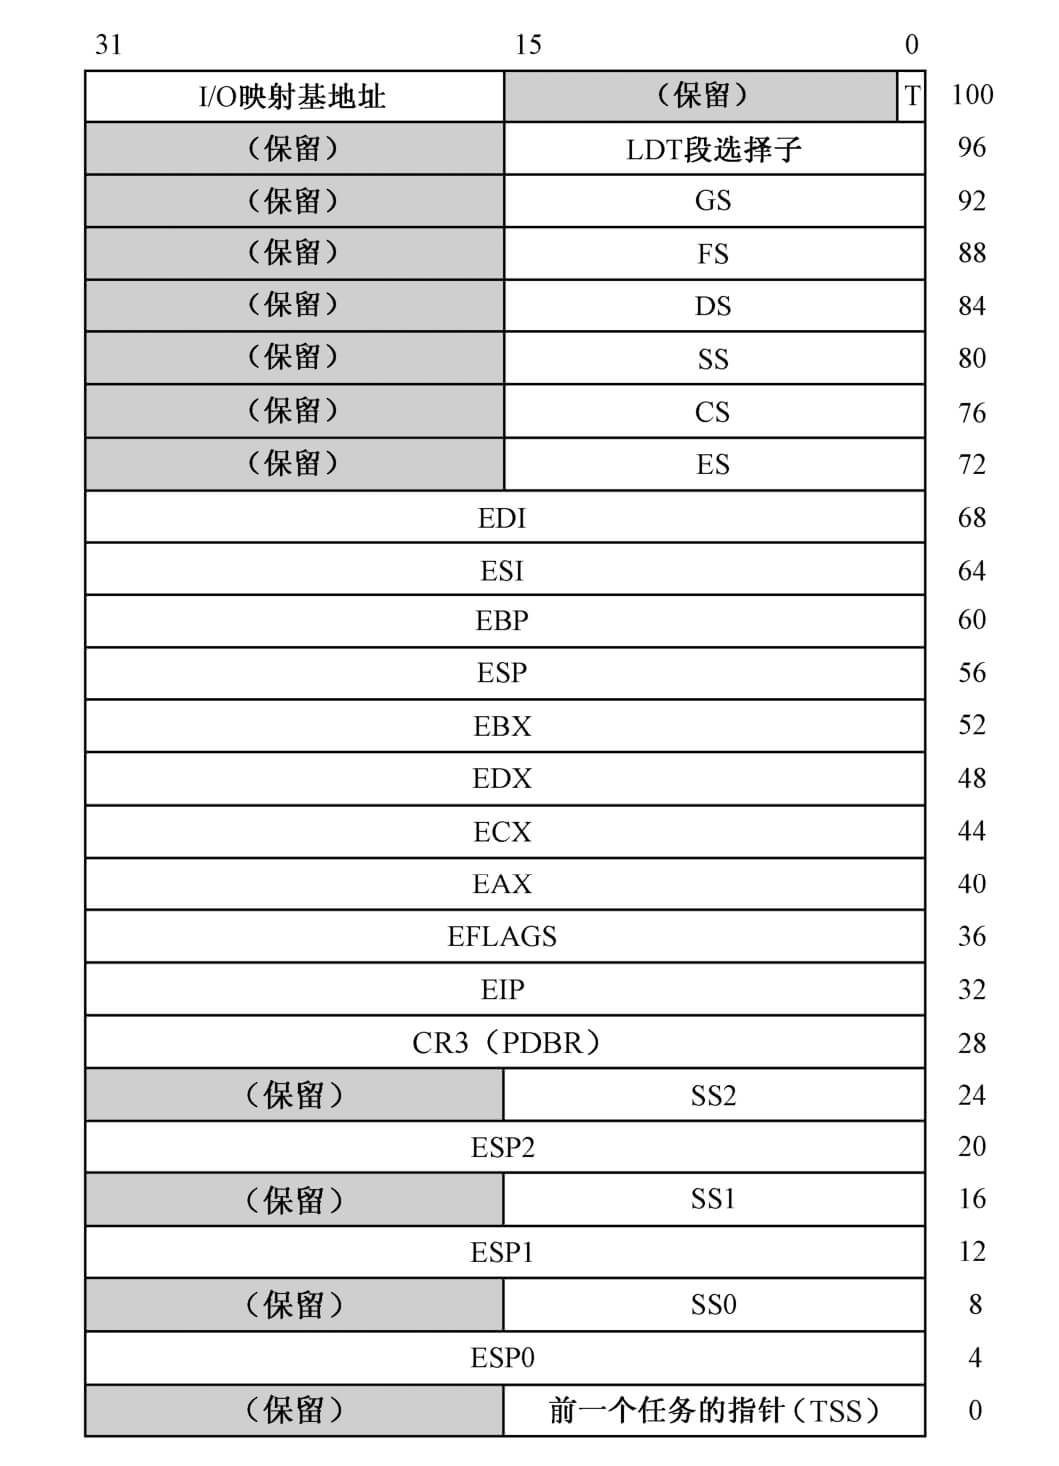 31 15 0
I/O映射基地址 （保留） T 100
（保留） LDT段选择子 96
（保留） GS 92
（保留） FS 88
（保留） DS 84
（保留） SS 80
（保留） CS 76
（保留） ES 72
EDI 68
ESI 64
EBP 60
ESP 56
EBX 52
EDX 48
ECX 44
EAX 40
EFLAGS 36
EIP 32
CR3（PDBR） 28
（保留） SS2 24
ESP2 20
（保留） SS1 16
ESP1 12
（保留） SS0 8
ESP0 4
（保留） 前一个任务的指针（TSS） 0